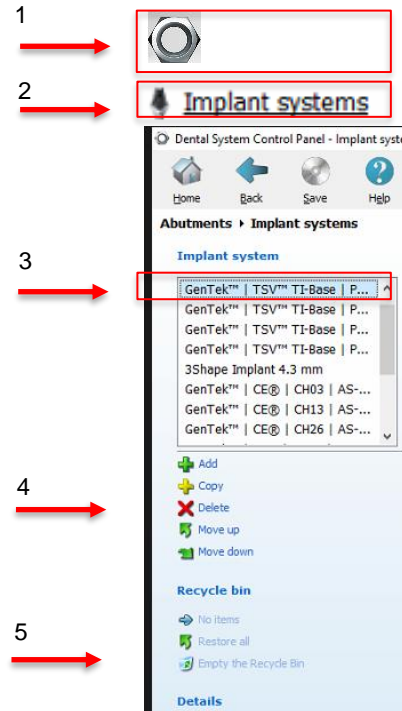 1
2
Implant systems
Dental System Control Panel - Implant syste
Home Back Save Help
Abutments Implant systems
Implant system
3
GenTek™ | TSV™ TI-Base | P...
GenTek™ | TSV™ TI-Base | P...
GenTek™ | TSV™ TI-Base | P...
GenTek™ | TSV™ TI-Base | P...
3Shape Implant 4.3 mm
GenTek™ | CE® | CH03 | AS-...
GenTek™ | CE® | CH13 | AS-...
GenTek™ | CE® | CH26 | AS-...
Add
4
Copy
Delete
Move up
Move down
Recycle bin
No items
5
Restore all
Empty the Recycle Bin
Details